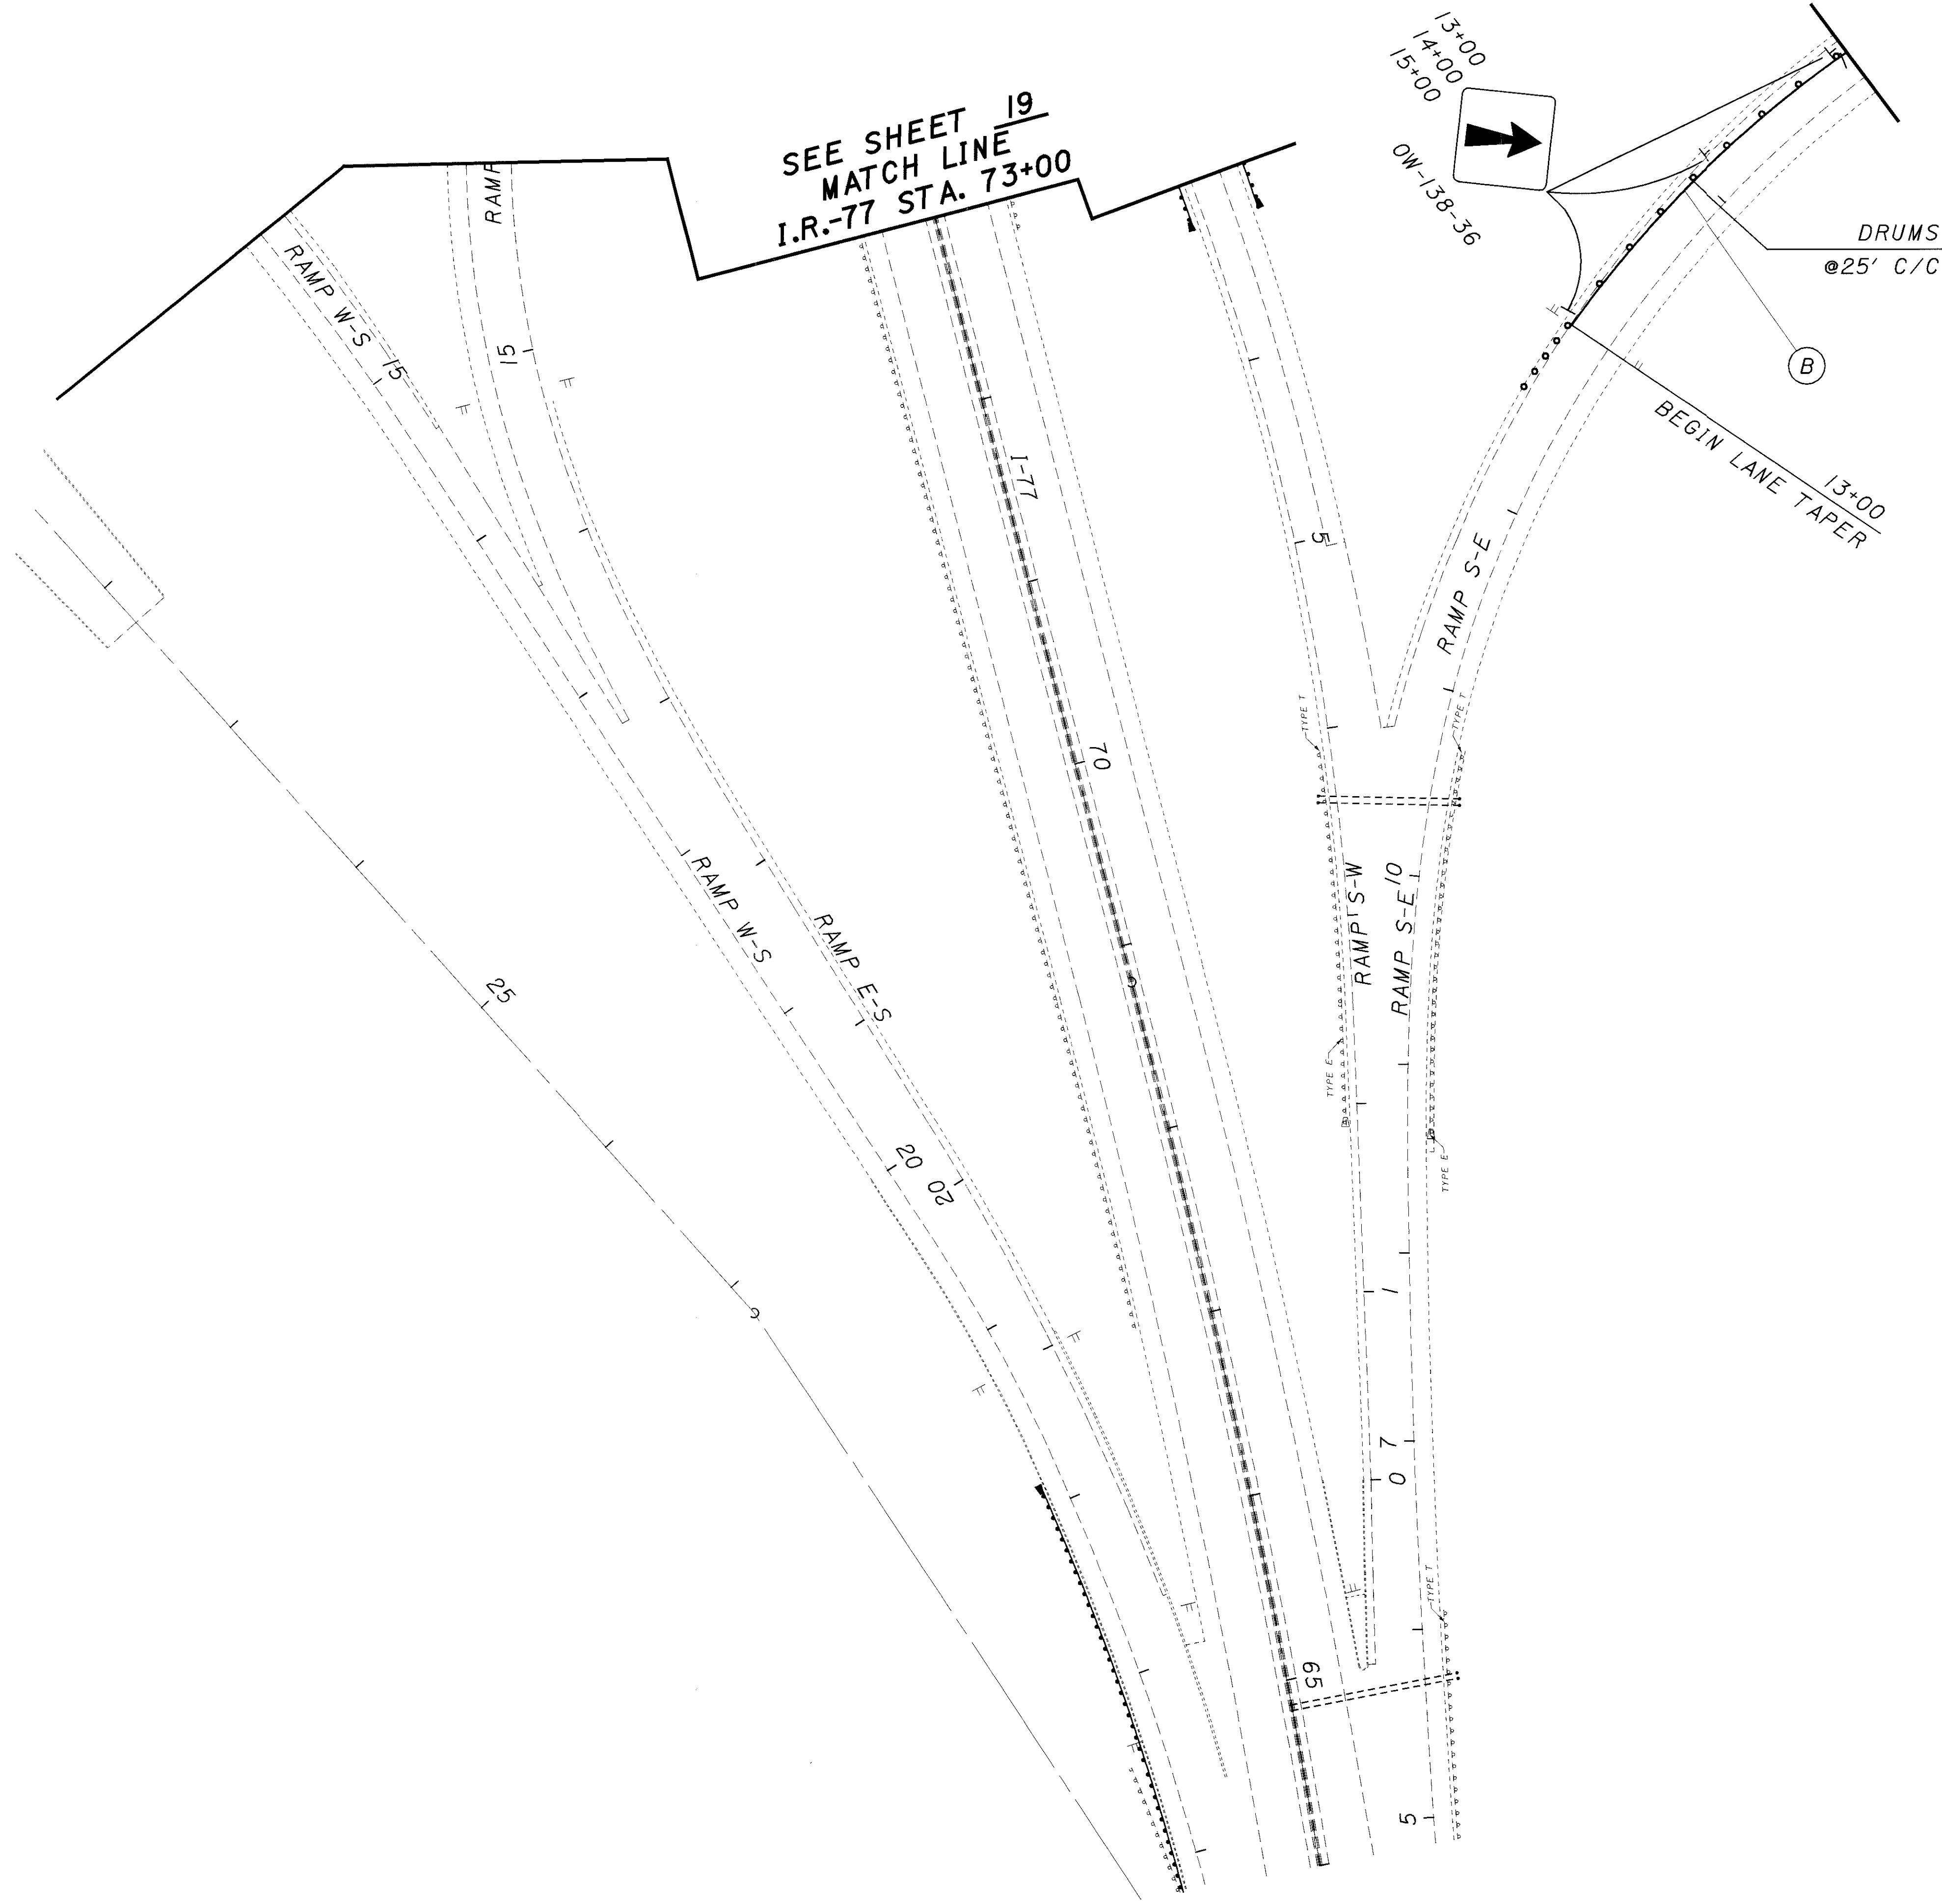 13+00
14+00
15+00
OW-138-36
SEE SHEET 19
MATCH LINE
I.R.-77 STA. 73+00
DRUMS
@25' C/C
B
13+00
BEGIN LANE TAPER
RAMP
RAMP W-S
15
15
I-77
5
RAMP S-E
TYPE T
TYPE T
70
RAMP W-S
RAMP E-S
RAMP S-W
RAMP S-E
10
25
TYPE E
TYPE E
20
20
1
7
0
TYPE T
65
5